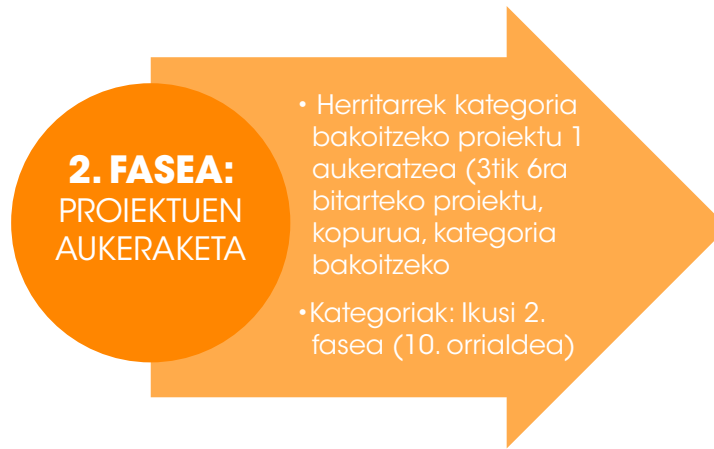 2. FASEA:
PROIEKTUEN
AUKERAKETA
• Herritarrek kategoria
bakoitzeko proiektu 1
aukeratzea (3tik 6ra
bitarteko proiektu,
kopurua, kategoria
bakoitzeko
•Kategoriak: Ikusi 2.
fasea (10. orrialdea)